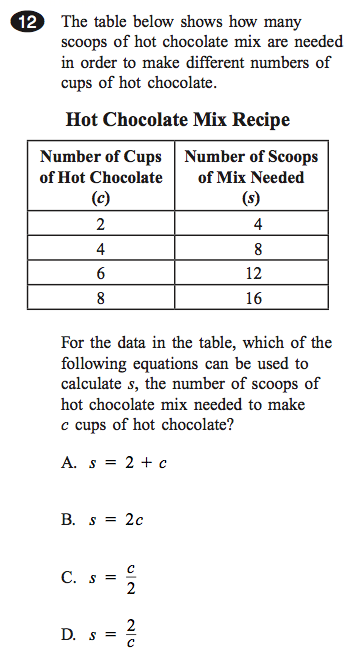 12 The table below shows how many
scoops of hot chocolate mix are needed
in order to make different numbers of
cups of hot chocolate.
Hot Chocolate Mix Recipe
Number of Cups of Hot Chocolate (c) Number of Scoops of Mix Needed (s)
2 4
4 8
6 12
8 16
For the data in the table, which of the
following equations can be used to
calculate s, the number of scoops of
hot chocolate mix needed to make
c cups of hot chocolate?
A. s = 2 + c
B. s = 2c
C. s = c/2
D. s = 2/c